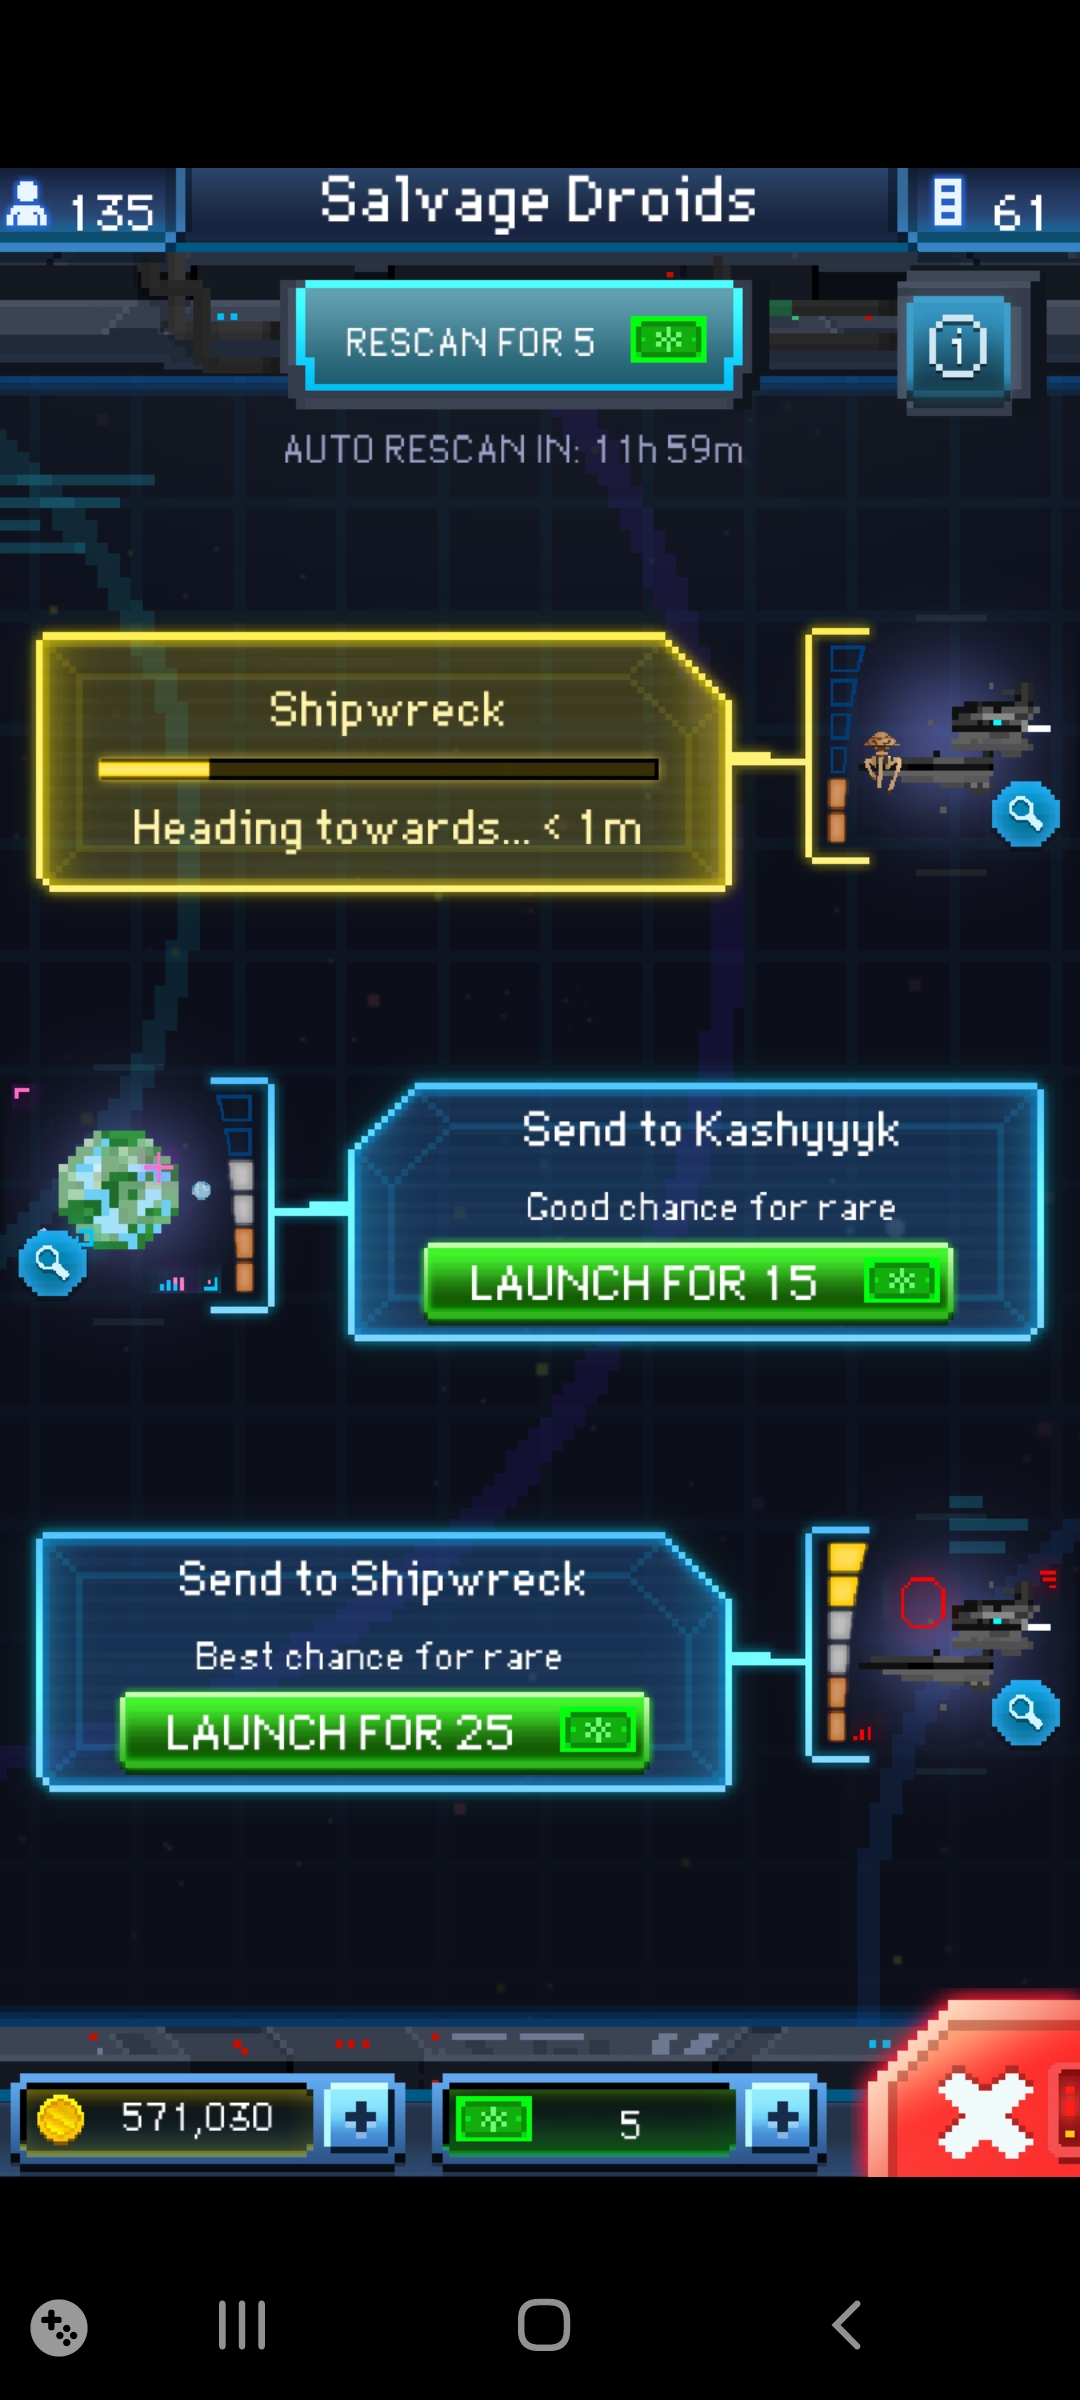 135
Salvage Droids
61
RESCAN FOR 5
AUTO RESCAN IN: 11h 59m
Shipwreck
Heading towards... < 1m
Send to Kashyyyk
Good chance for rare
LAUNCH FOR 15
Send to Shipwreck
Best chance for rare
LAUNCH FOR 25
571,030
5